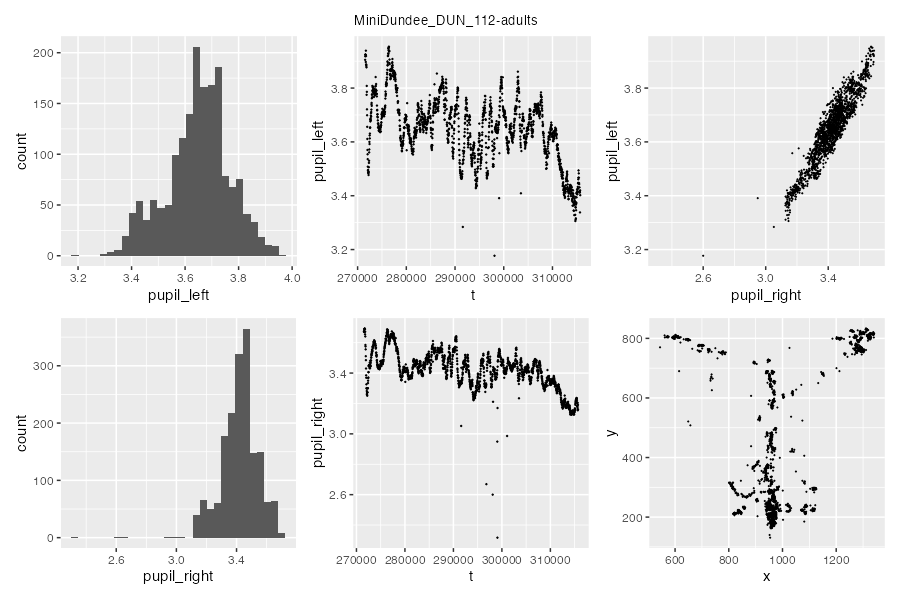 MiniDundee_DUN_112-adults
count
200
150
100
50
0
3.2 3.4 3.6 3.8 4.0
pupil_left
pupil_left
3.8
3.6
3.4
3.2
270000 280000 290000 300000 310000
t
pupil_left
3.8
3.6
3.4
3.2
2.6 3.0 3.4
pupil_right
count
300
200
100
0
2.6 3.0 3.4
pupil_right
pupil_right
3.4
3.0
2.6
270000 280000 290000 300000 310000
t
y
800
600
400
200
600 800 1000 1200
x